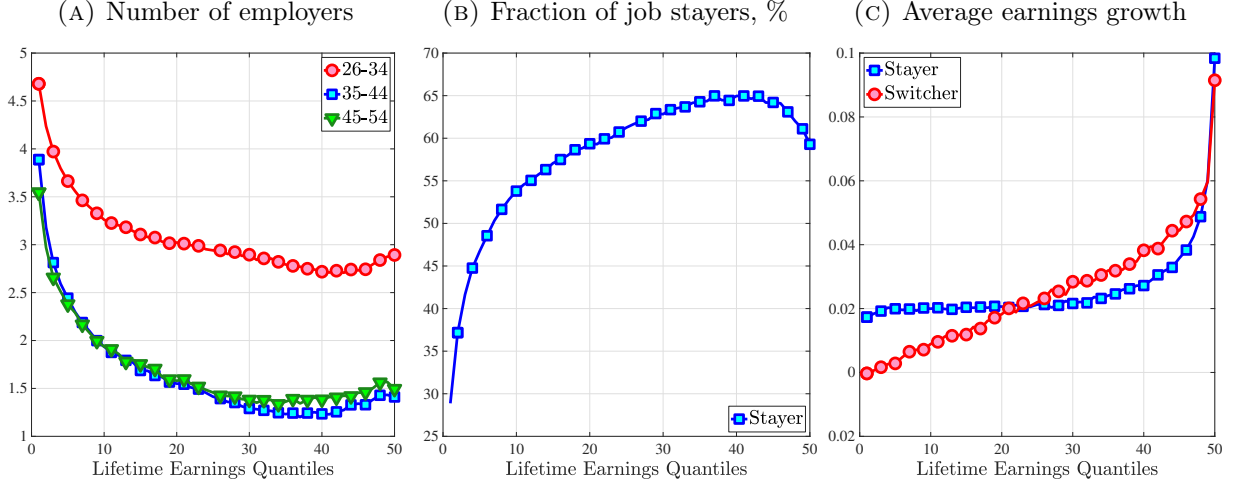 (A) Number of employers
5
4.5
4
3.5
3
2.5
2
1.5
1
0 10 20 30 40 50
Lifetime Earnings Quantiles
26-34
35-44
45-54
(B) Fraction of job stayers, %
70
65
60
55
50
45
40
35
30
25
0 10 20 30 40 50
Lifetime Earnings Quantiles
Stayer
(C) Average earnings growth
0.1
0.08
0.06
0.04
0.02
0
0.02
0 10 20 30 40 50
Lifetime Earnings Quantiles
Stayer
Switcher